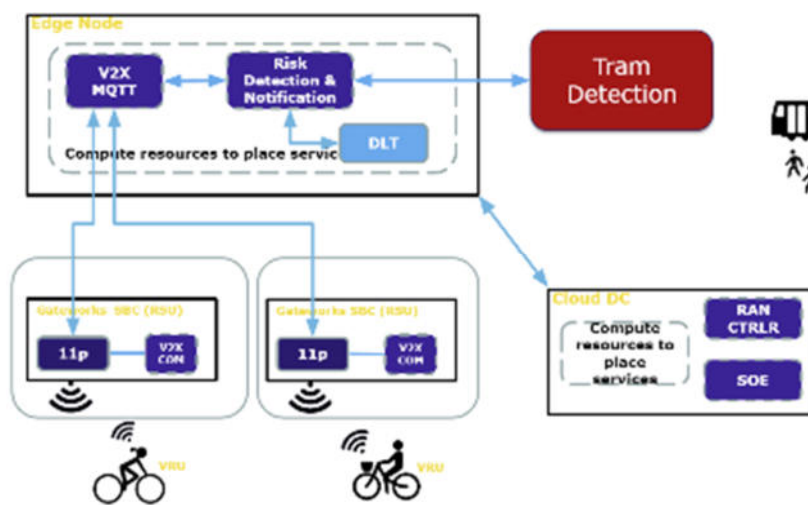 Edge Node
V2X
MQTT
Risk
Detection &
Notification
DLT
Compute resources to place servic
Tram
Detection
Gateworks SBC (RSU)
11p
V2X
COM
Gateworks SBC (RSU)
11p
V2X
COM
VRU
VRU
Cloud DC
Compute
resources to
place
services
RAN
CTRLR
SOE